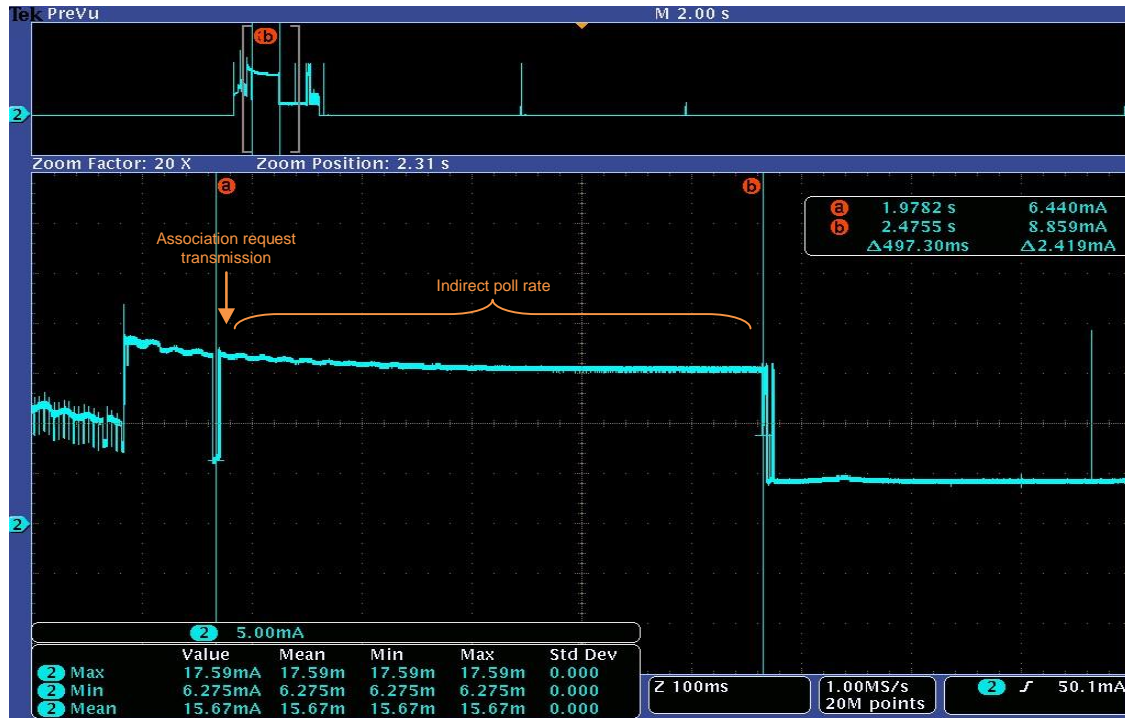 Tek PreVu M 2.00 s
b
2
Zoom Factor: 20 X Zoom Position: 2.31 s
a b
a 1.9782 s 6.440mA
b 2.4755 s 8.859mA
Δ497.30ms Δ2.419mA
Association request
transmission
Indirect poll rate
2
2 5.00mA
Value Mean Min Max Std Dev
2 Max 17.59mA 17.59m 17.59m 17.59m 0.000
2 Min 6.275mA 6.275m 6.275m 6.275m 0.000
2 Mean 15.67mA 15.67m 15.67m 15.67m 0.000
Z 100ms
1.00MS/s
20M points
2 50.1mA